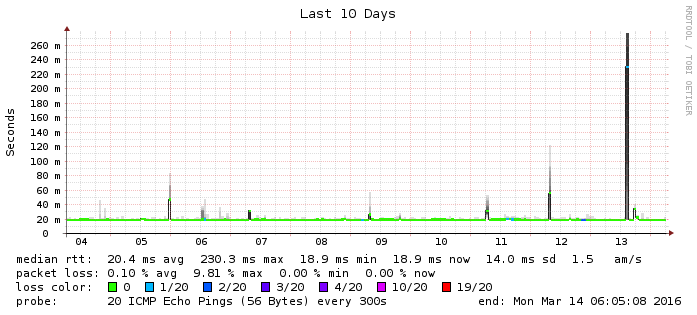 Last 10 Days
RRDTOOL / TOBI OETIKER
Seconds
260 m
240 m
220 m
200 m
180 m
160 m
140 m
120 m
100 m
80 m
60 m
40 m
20 m
0
04 05 06 07 08 09 10 11 12 13
median rtt: 20.4 ms avg 230.3 ms max 18.9 ms min 18.9 ms now 14.0 ms sd 1.5 am/s
packet loss: 0.10 % avg 9.81 % max 0.00 % min 0.00 % now
loss color: 0 1/20 2/20 3/20 4/20 10/20 19/20
probe: 20 ICMP Echo Pings (56 Bytes) every 300s end: Mon Mar 14 06:05:08 2016